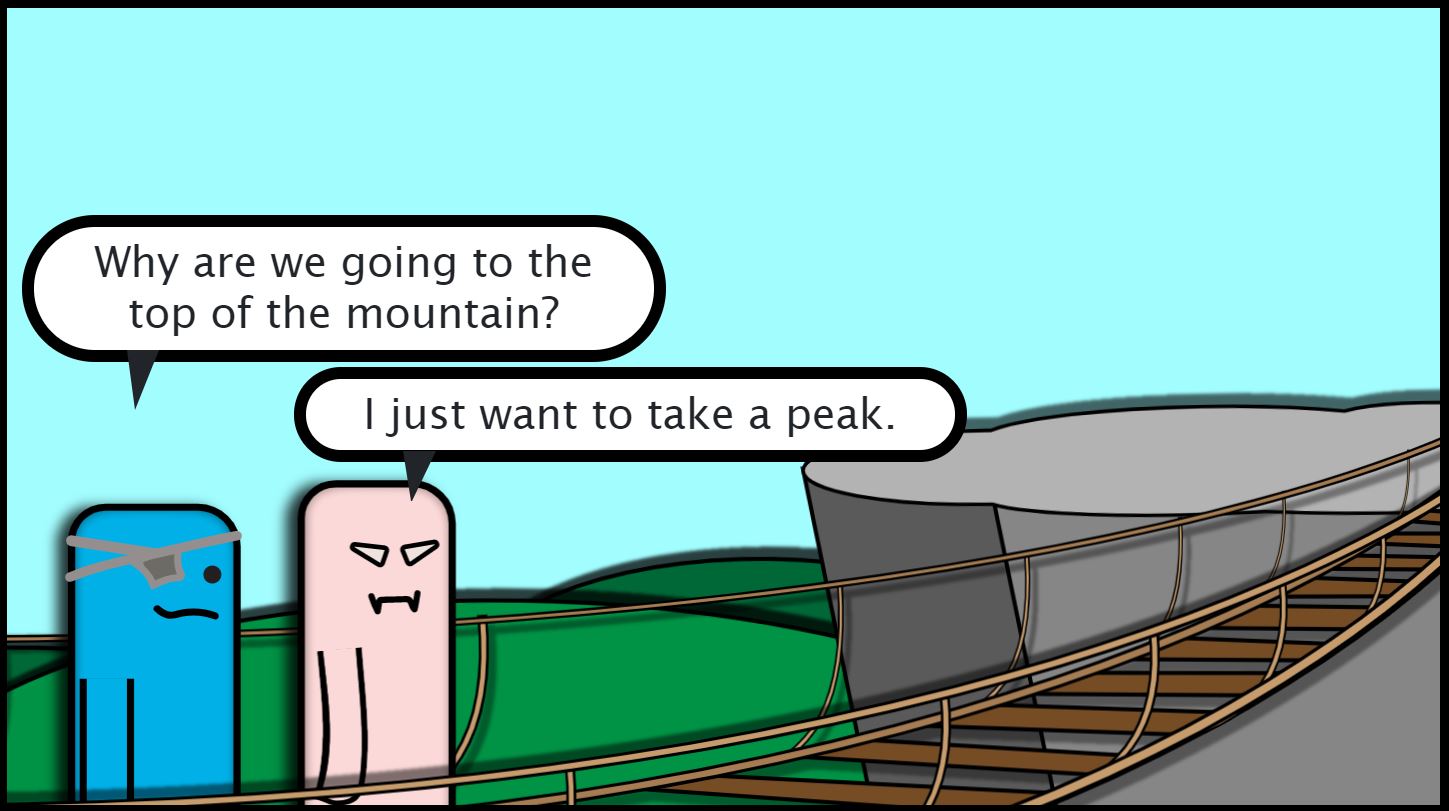 Why are we going to the
top of the mountain?
I just want to take a peak.